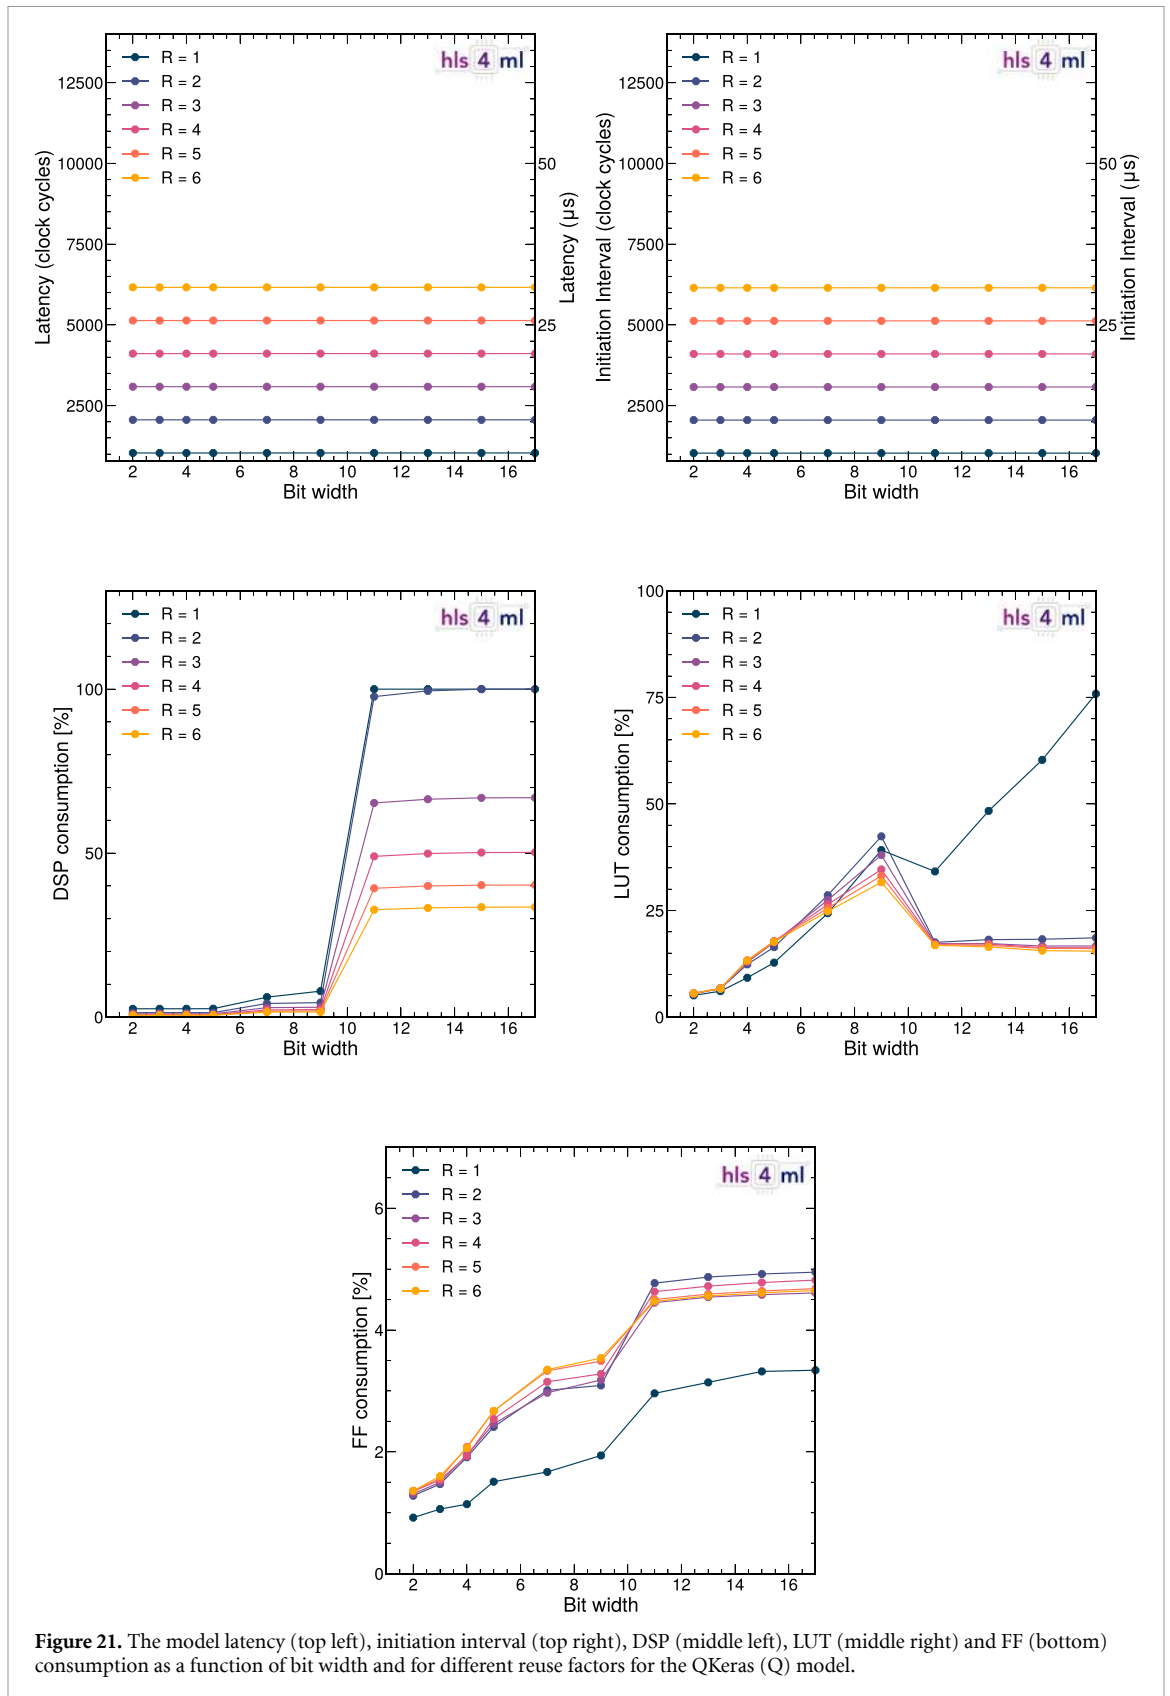 R = 1
R = 2
R = 3
R = 4
R = 5
R = 6
hls 4 ml
12500
10000
7500
5000
2500
50
25
2 4 6 8 10 12 14 16
Latency (clock cycles)
Latency (μs)
Bit width
R = 1
R = 2
R = 3
R = 4
R = 5
R = 6
hls 4 ml
12500
10000
7500
5000
2500
50
25
2 4 6 8 10 12 14 16
Initiation Interval (clock cycles)
Initiation Interval (μs)
Bit width
R = 1
R = 2
R = 3
R = 4
R = 5
R = 6
hls 4 ml
100
50
0
2 4 6 8 10 12 14 16
DSP consumption [%]
Bit width
R = 1
R = 2
R = 3
R = 4
R = 5
R = 6
hls 4 ml
100
75
50
25
0
2 4 6 8 10 12 14 16
LUT consumption [%]
Bit width
R = 1
R = 2
R = 3
R = 4
R = 5
R = 6
hls 4 ml
6
4
2
0
2 4 6 8 10 12 14 16
FF consumption [%]
Bit width
Figure 21. The model latency (top left), initiation interval (top right), DSP (middle left), LUT (middle right) and FF (bottom)
consumption as a function of bit width and for different reuse factors for the QKeras (Q) model.